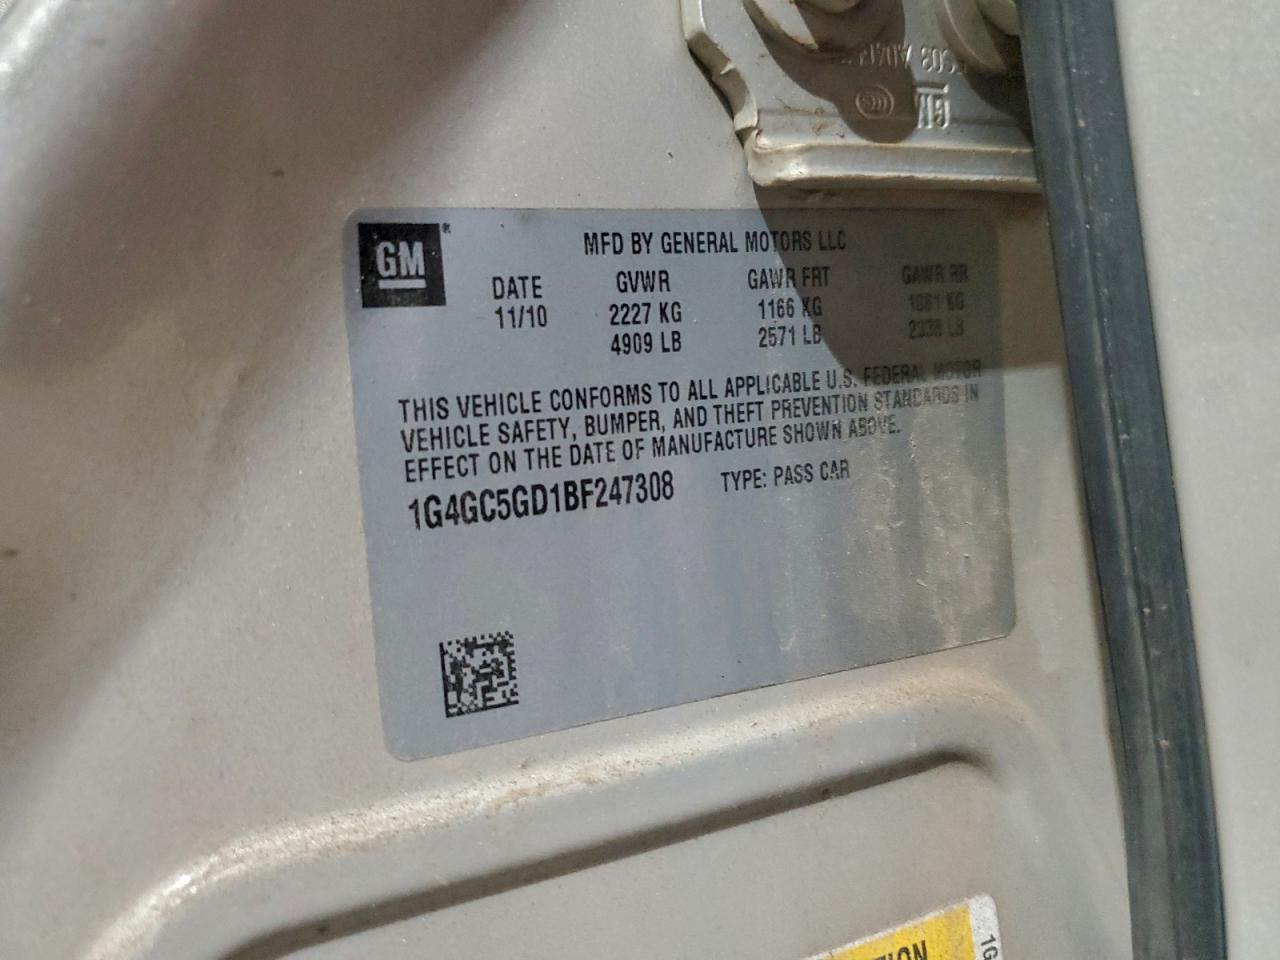 GM
MFD BY GENERAL MOTORS LLC
DATE GVWR GAWR FRT GAWR RR
11/10 2227 KG 1166 KG 1061 KG
4909 LB 2571 LB 2338 LB
THIS VEHICLE CONFORMS TO ALL APPLICABLE U.S. FEDERAL MOTOR
VEHICLE SAFETY, BUMPER, AND THEFT PREVENTION STANDARDS IN
EFFECT ON THE DATE OF MANUFACTURE SHOWN ABOVE.
1G4GC5GD1BF247308 TYPE: PASS CAR